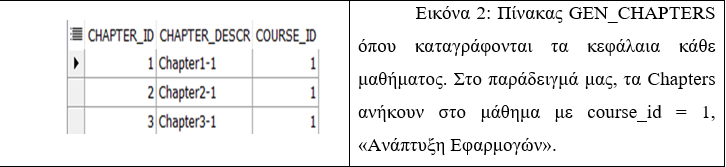 CHAPTER_ID CHAPTER_DESCR COURSE_ID
1 Chapter1-1 1
2 Chapter2-1 1
3 Chapter3-1 1
Εικόνα 2: Πίνακας GEN_CHAPTERS
όπου καταγράφονται τα κεφάλαια κάθε
μαθήματος. Στο παράδειγμά μας, τα Chapters
ανήκουν στο μάθημα με course_id = 1,
«Ανάπτυξη Εφαρμογών».